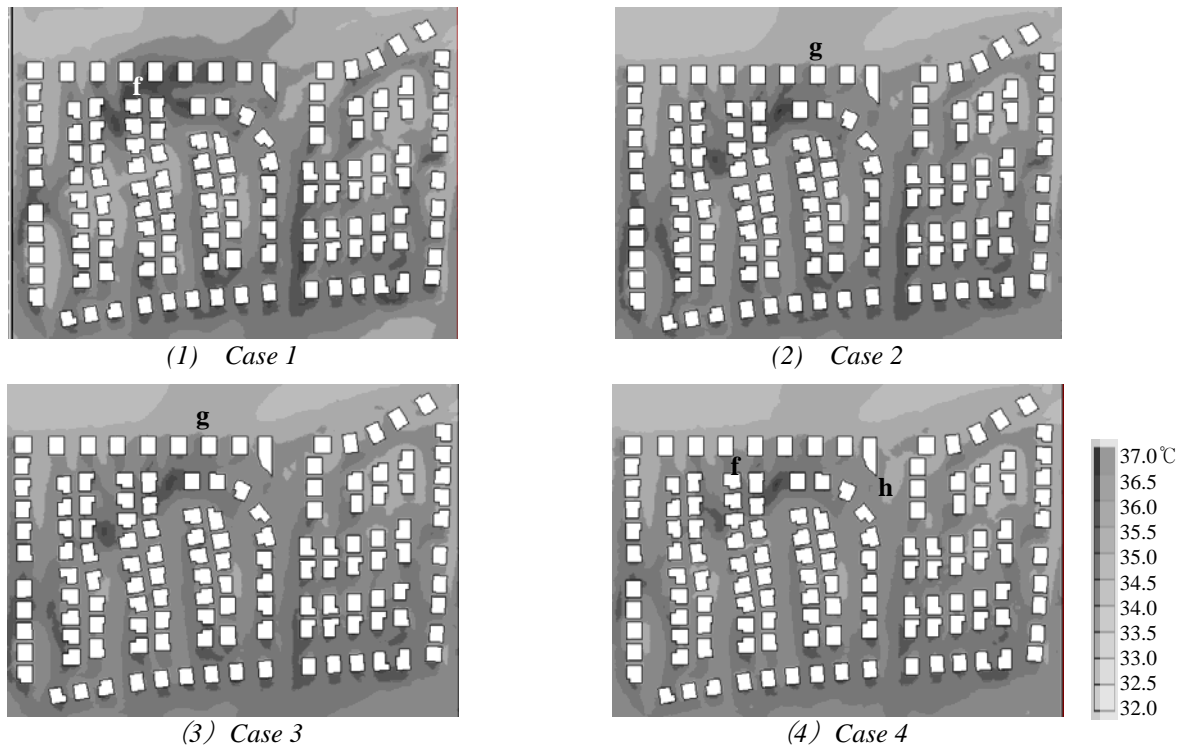 f
g
(1) Case 1
(2) Case 2
g
f
h
37.0℃
36.5
36.0
35.5
35.0
34.5
34.0
33.5
33.0
32.5
32.0
(3) Case 3
(4) Case 4